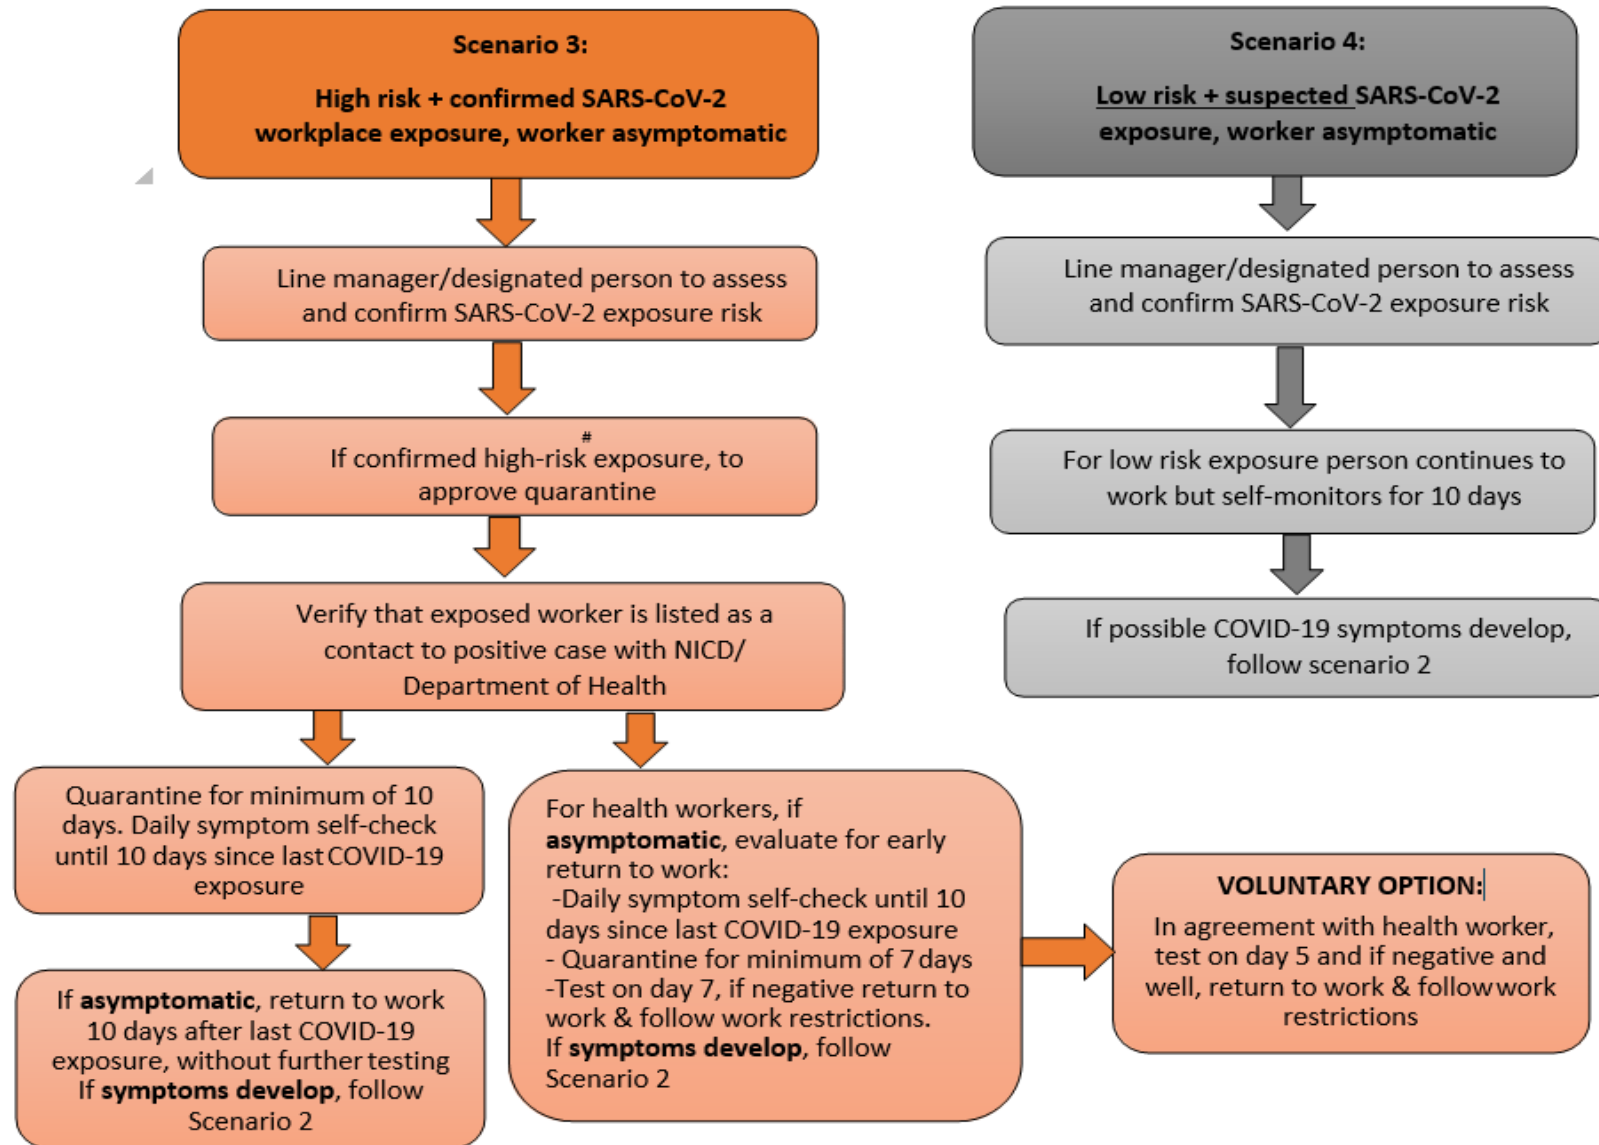 Scenario 3:
High risk + confirmed SARS-CoV-2
workplace exposure, worker asymptomatic
Line manager/designated person to assess
and confirm SARS-CoV-2 exposure risk
If confirmed high-risk# exposure, to
approve quarantine
Verify that exposed worker is listed as a
contact to positive case with NICD/
Department of Health
Quarantine for minimum of 10
days. Daily symptom self-check
until 10 days since last COVID-19
exposure
If asymptomatic, return to work
10 days after last COVID-19
exposure, without further testing
If symptoms develop, follow
Scenario 2
For health workers, if
asymptomatic, evaluate for early
return to work:
-Daily symptom self-check until 10
days since last COVID-19 exposure
- Quarantine for minimum of 7 days
-Test on day 7, if negative return to
work & follow work restrictions.
If symptoms develop, follow
Scenario 2
VOLUNTARY OPTION:
In agreement with health worker,
test on day 5 and if negative and
well, return to work & follow work
restrictions
Scenario 4:
Low risk + suspected SARS-CoV-2
exposure, worker asymptomatic
Line manager/designated person to assess
and confirm SARS-CoV-2 exposure risk
For low risk exposure person continues to
work but self-monitors for 10 days
If possible COVID-19 symptoms develop,
follow scenario 2